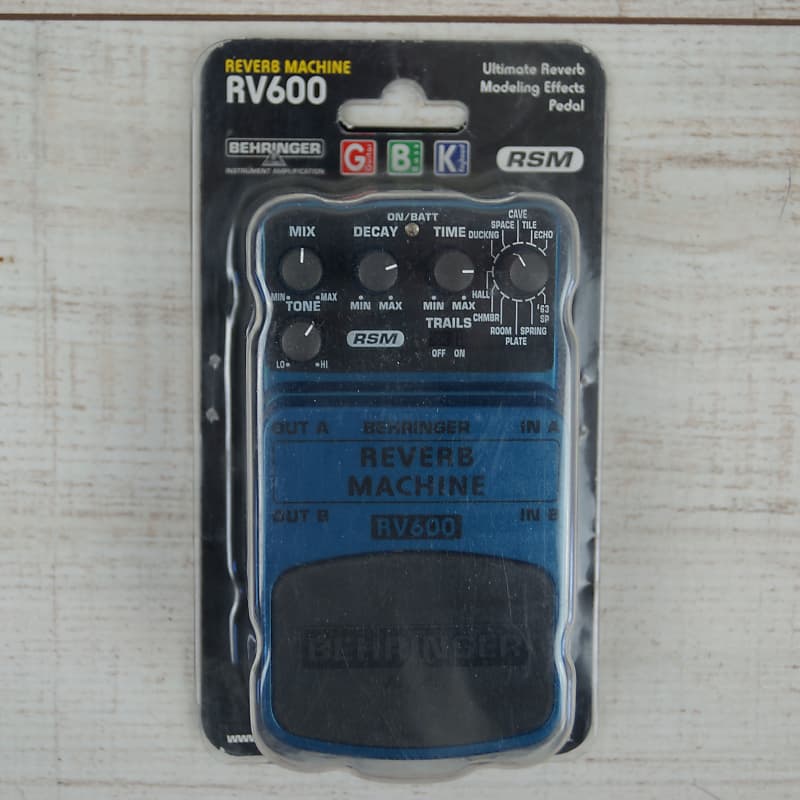 REVERB MACHINE
RV600
Ultimate Reverb
Modeling Effects
Pedal
BEHRINGER
INSTRUMENT AMPLIFICATION
G B K
RSM
ON/BATT
MIX DECAY TIME
DUCKNG SPACE CAVE TILE ECHO
MIN MAX MIN MAX MIN MAX
HALL CHMBR ROOM PLATE SPRING '63 SP
TONE
RSM
TRAILS
OFF ON
LO HI
OUT A BEHRINGER IN A
REVERB
MACHINE
OUT B RV600 IN B
BEHRINGER
www